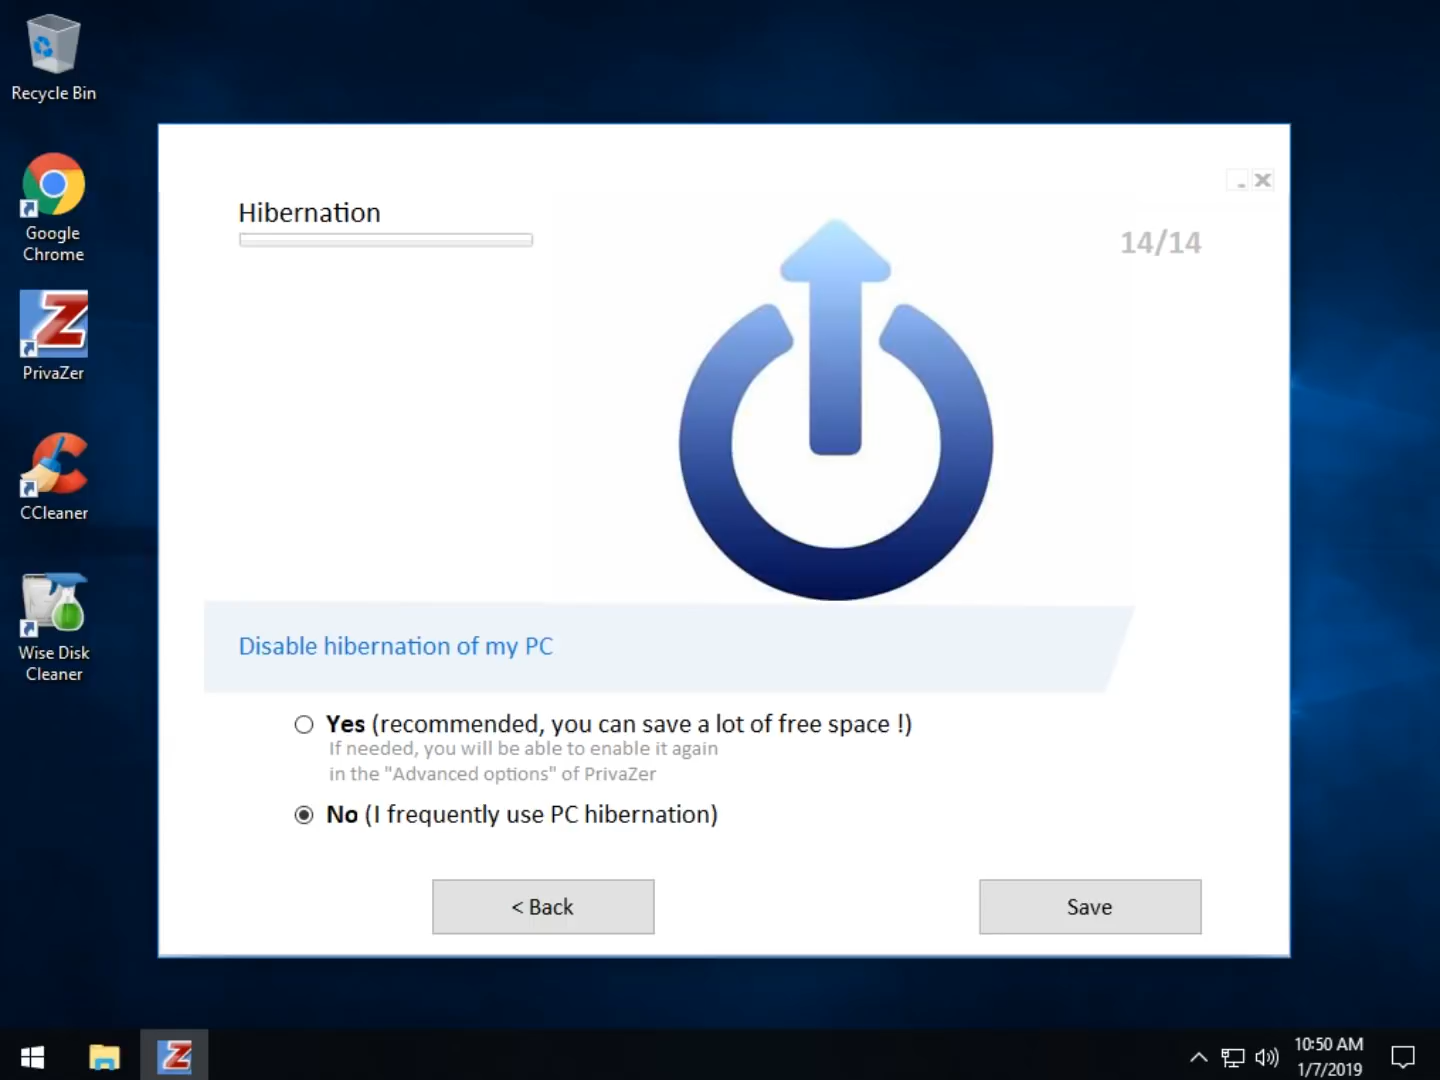 Recycle Bin
Google
Chrome
PrivaZer
CCleaner
Wise Disk
Cleaner
Hibernation
14/14
Disable hibernation of my PC
Yes (recommended, you can save a lot of free space !)
If needed, you will be able to enable it again
in the "Advanced options" of PrivaZer
No (I frequently use PC hibernation)
< Back
Save
10:50 AM
1/7/2019